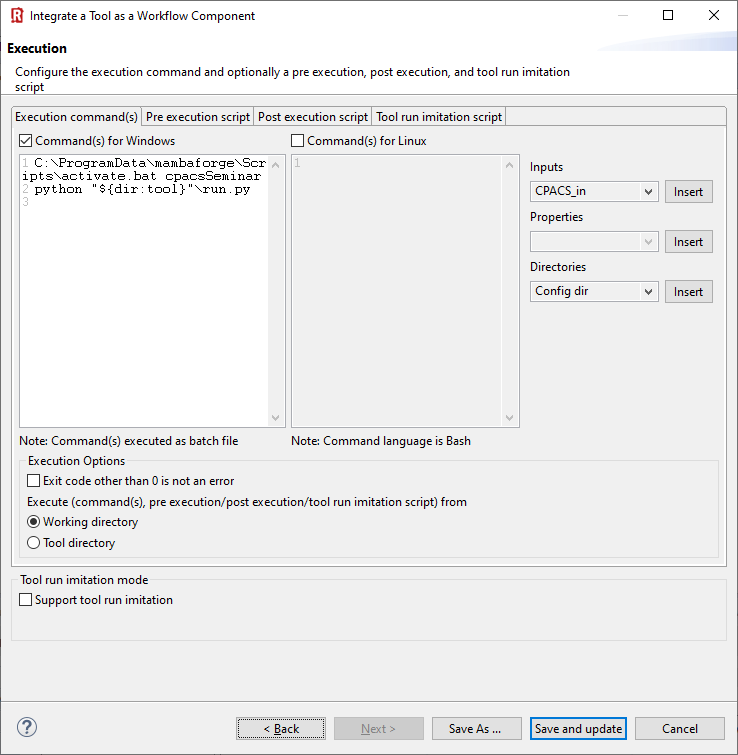 Integrate a Tool as a Workflow Component
Execution
Configure the execution command and optionally a pre execution, post execution, and tool run imitation
script
Execution command(s) Pre execution script Post execution script Tool run imitation script
Command(s) for Windows Command(s) for Linux
1 C:\ProgramData\mambaforge\Scr
ipts\activate.bat cpacsSeminar
2 python "${dir:tool}"\run.py
3
1
Inputs
CPACS_in Insert
Properties
Insert
Directories
Config dir Insert
Note: Command(s) executed as batch file Note: Command language is Bash
Execution Options
Exit code other than 0 is not an error
Execute (command(s), pre execution/post execution/tool run imitation script) from
Working directory
Tool directory
Tool run imitation mode
Support tool run imitation
? < Back Next > Save As ... Save and update Cancel